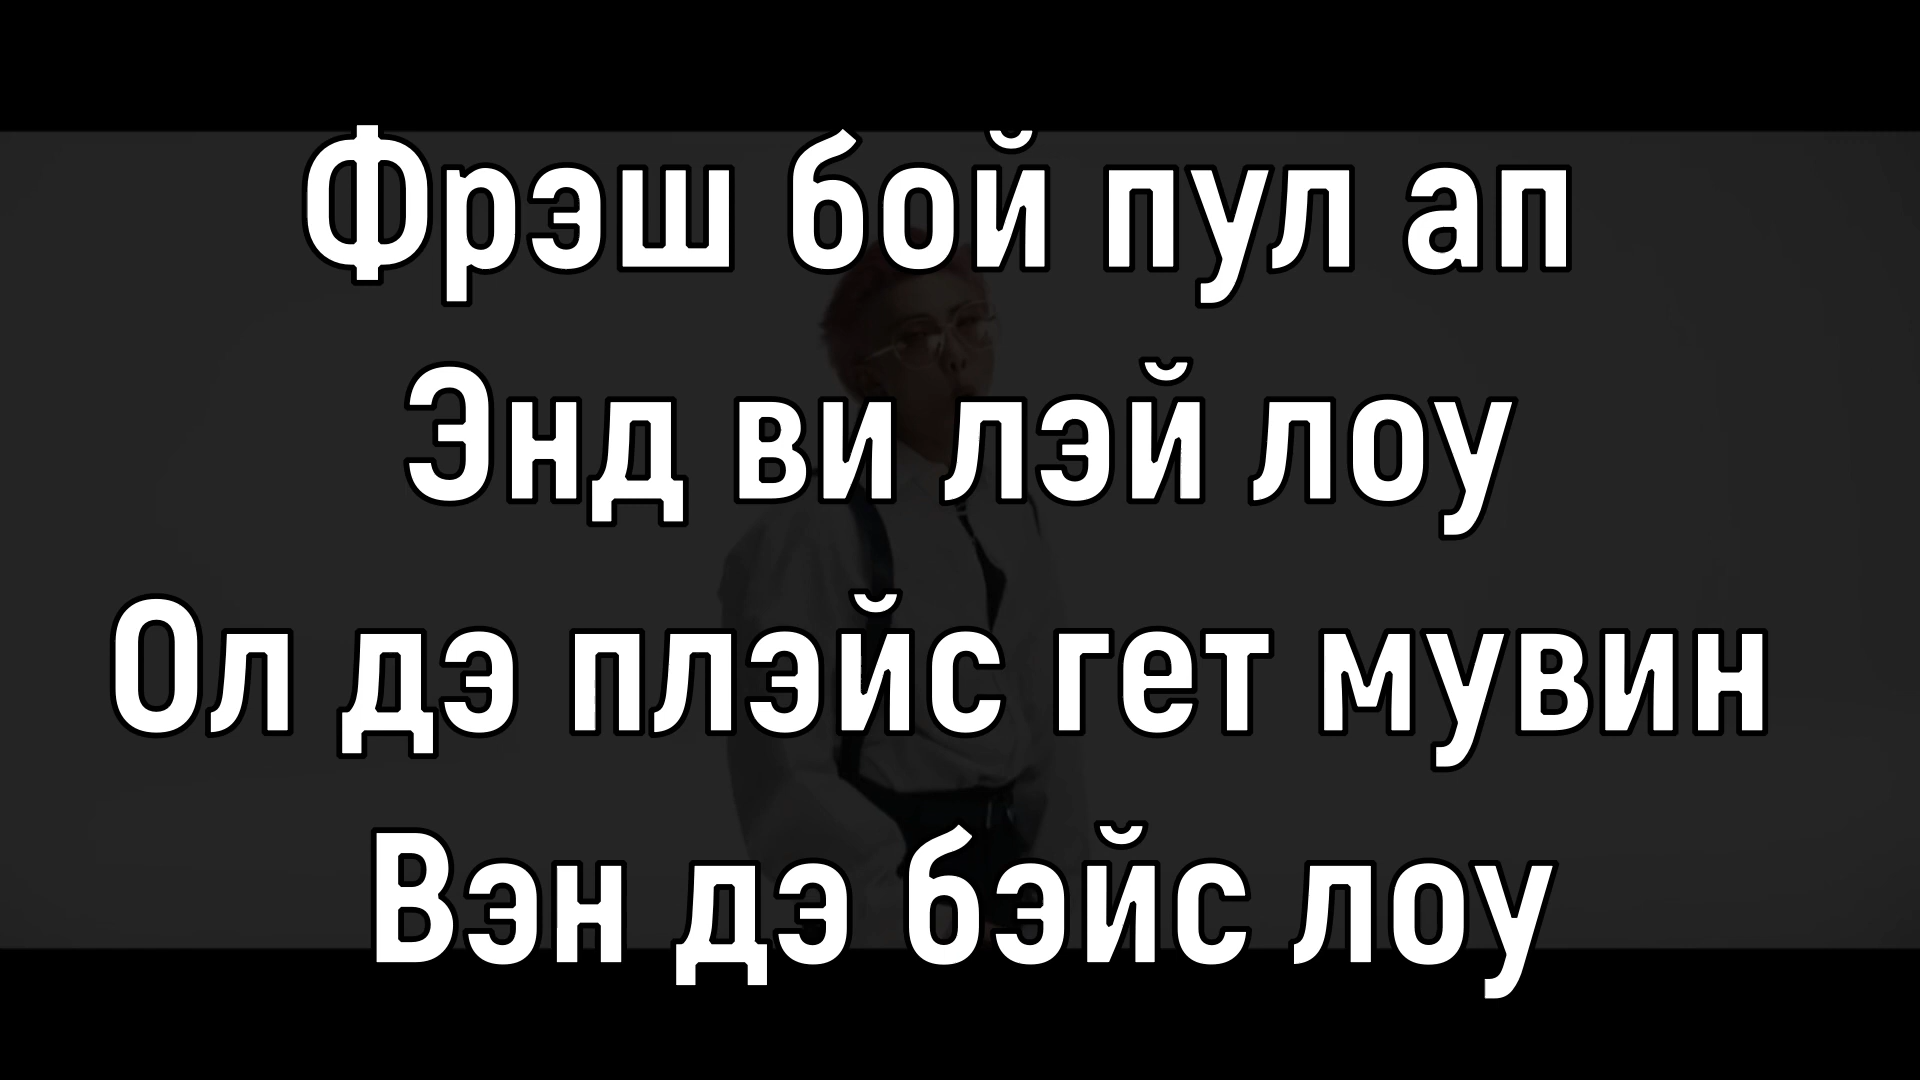 Фрэш бой пул ап
Энд ви лэй лоу
Ол дэ плэйс гет мувин
Вэн дэ бэйс лоу